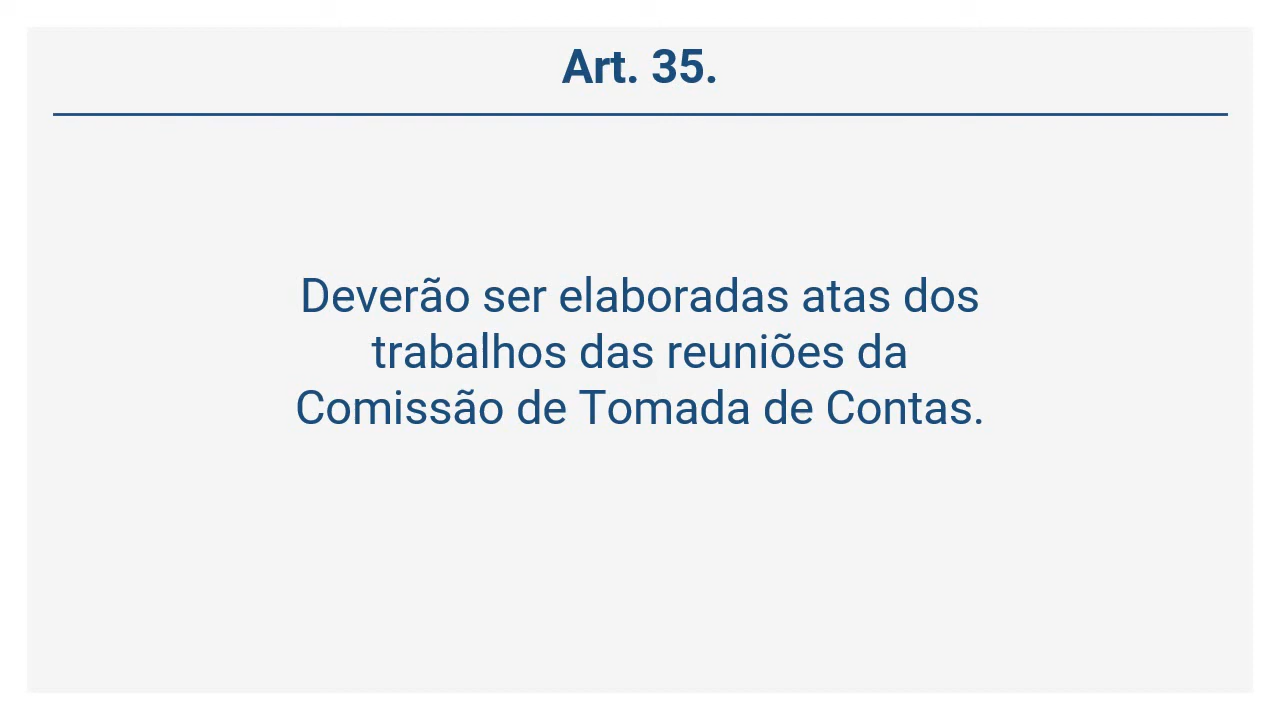 Art. 35.
Deverão ser elaboradas atas dos
trabalhos das reuniões da
Comissão de Tomada de Contas.